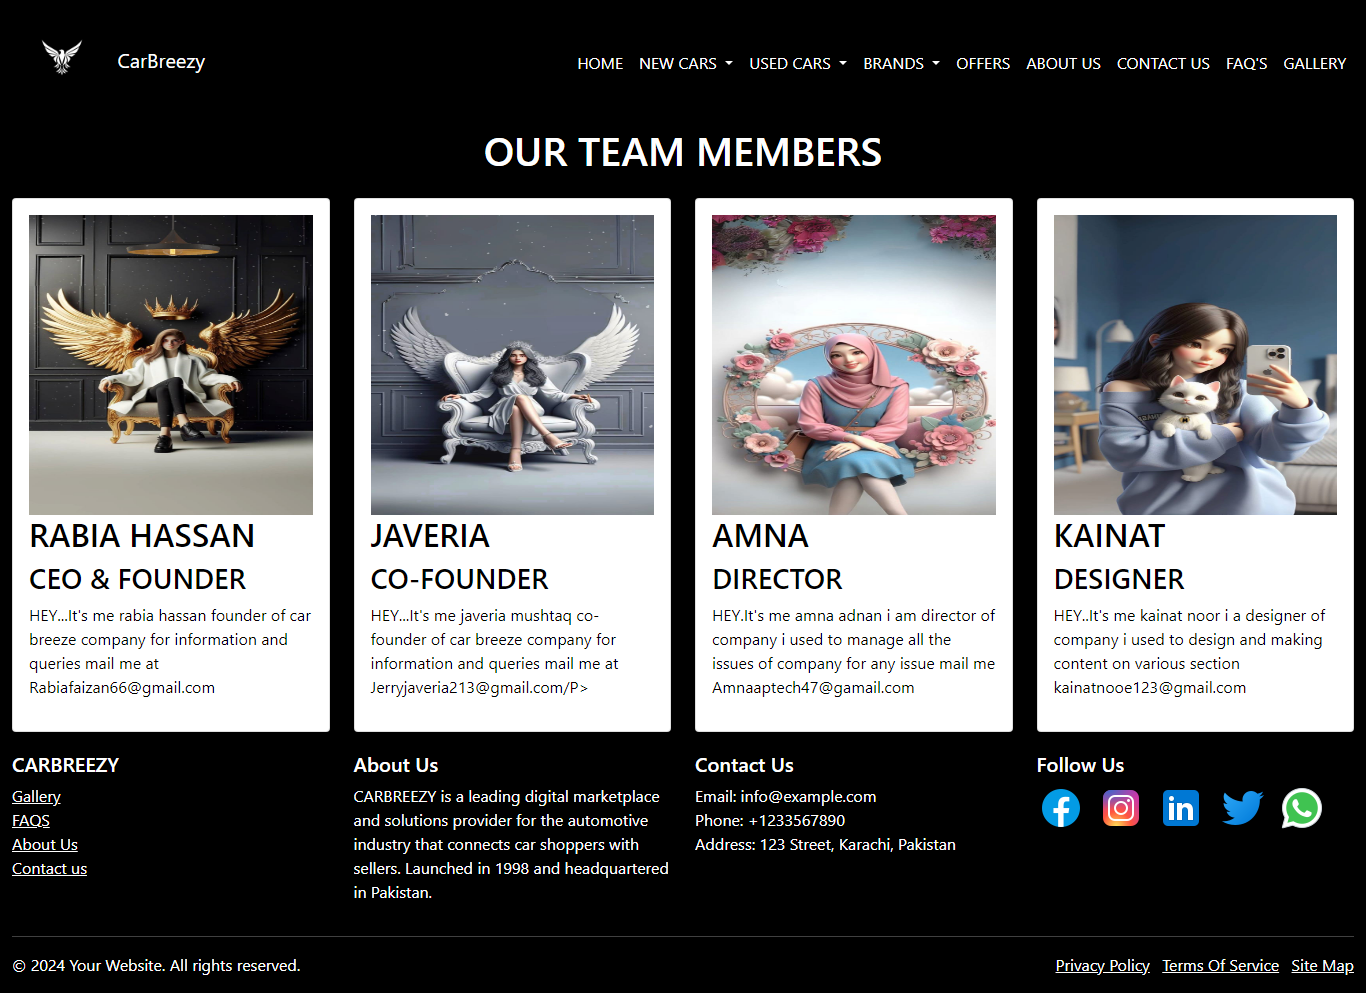 CarBreezy
HOME NEW CARS USED CARS BRANDS OFFERS ABOUT US CONTACT US FAQ'S GALLERY
OUR TEAM MEMBERS
RABIA HASSAN
CEO & FOUNDER
HEY...It's me rabia hassan founder of car
breeze company for information and
queries mail me at
Rabiafaizan66@gmail.com
JAVERIA
CO-FOUNDER
HEY...It's me javeria mushtaq co-
founder of car breeze company for
information and queries mail me at
Jerryjaveria213@gmail.com/P>
AMNA
DIRECTOR
HEY.It's me amna adnan i am director of
company i used to manage all the
issues of company for any issue mail me
Amnaaptech47@gamail.com
KAINAT
DESIGNER
HEY..It's me kainat noor i a designer of
company i used to design and making
content on various section
kainatnooe123@gmail.com
CARBREEZY
Gallery
FAQS
About Us
Contact us
About Us
CARBREEZY is a leading digital marketplace
and solutions provider for the automotive
industry that connects car shoppers with
sellers. Launched in 1998 and headquartered
in Pakistan.
Contact Us
Email: info@example.com
Phone: +1233567890
Address: 123 Street, Karachi, Pakistan
Follow Us
© 2024 Your Website. All rights reserved.
Privacy Policy Terms Of Service Site Map